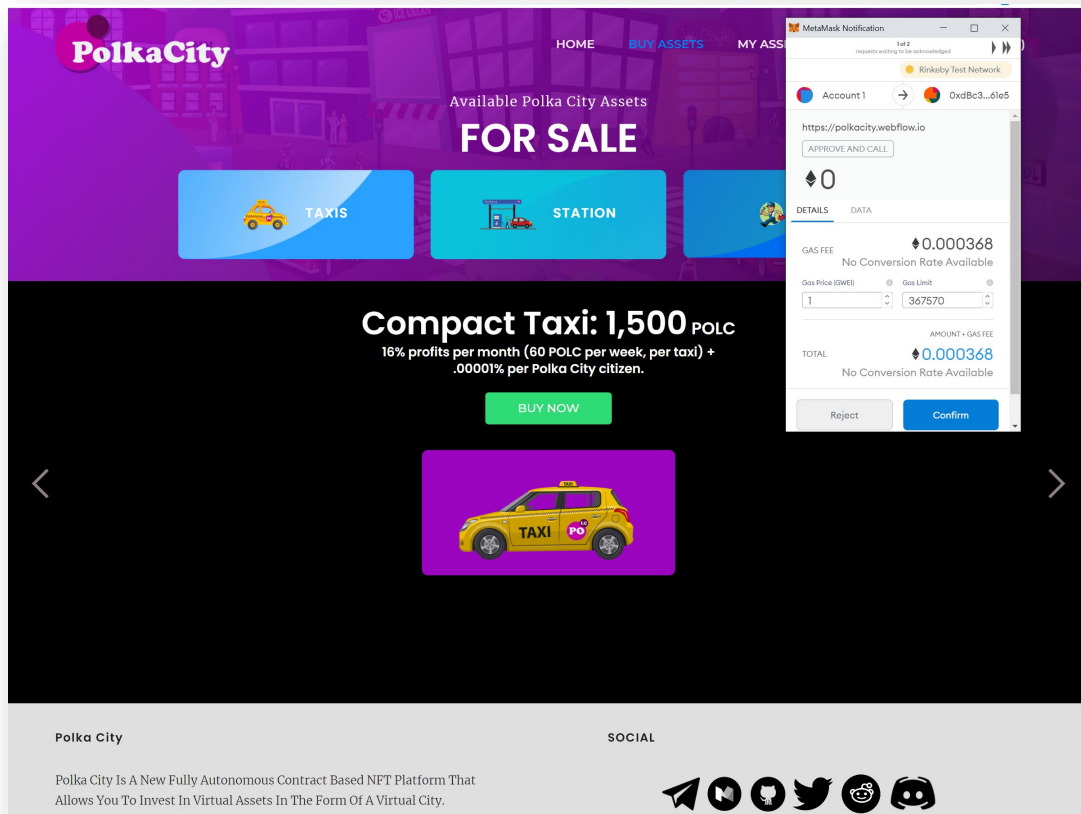 PolkaCity
HOME
BUY ASSETS
MY ASSE
Available Polka City Assets
FOR SALE
TAXIS
STATION
Compact Taxi: 1,500 POLC
16% profits per month (60 POLC per week, per taxi) +
.00001% per Polka City citizen.
BUY NOW
TAXI
TAXI
PO
LC
MetaMask Notification
1 of 2
requests waiting to be acknowledged
Rinkeby Test Network
Account 1
0xdBc3...61e5
https://polkacity.webflow.io
APPROVE AND CALL
0
DETAILS
DATA
GAS FEE
0.000368
No Conversion Rate Available
Gas Price (GWEI)
Gas Limit
1
367570
AMOUNT + GAS FEE
TOTAL
0.000368
No Conversion Rate Available
Reject
Confirm
Polka City
Polka City Is A New Fully Autonomous Contract Based NFT Platform That
Allows You To Invest In Virtual Assets In The Form Of A Virtual City.
SOCIAL